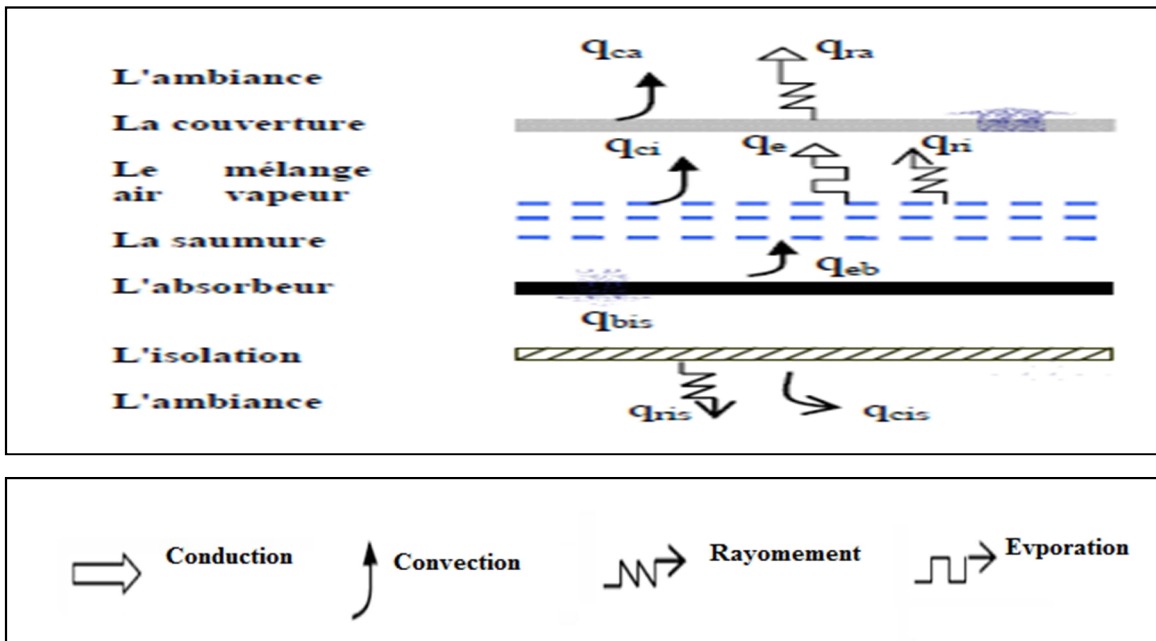 qca qra
L'ambiance
La couverture
qci qe qri
Le mélange
air vapeur
La saumure
qeb
L'absorbeur
qbis
L'isolation
L'ambiance
qris qcis
Conduction Convection Rayomement Evporation